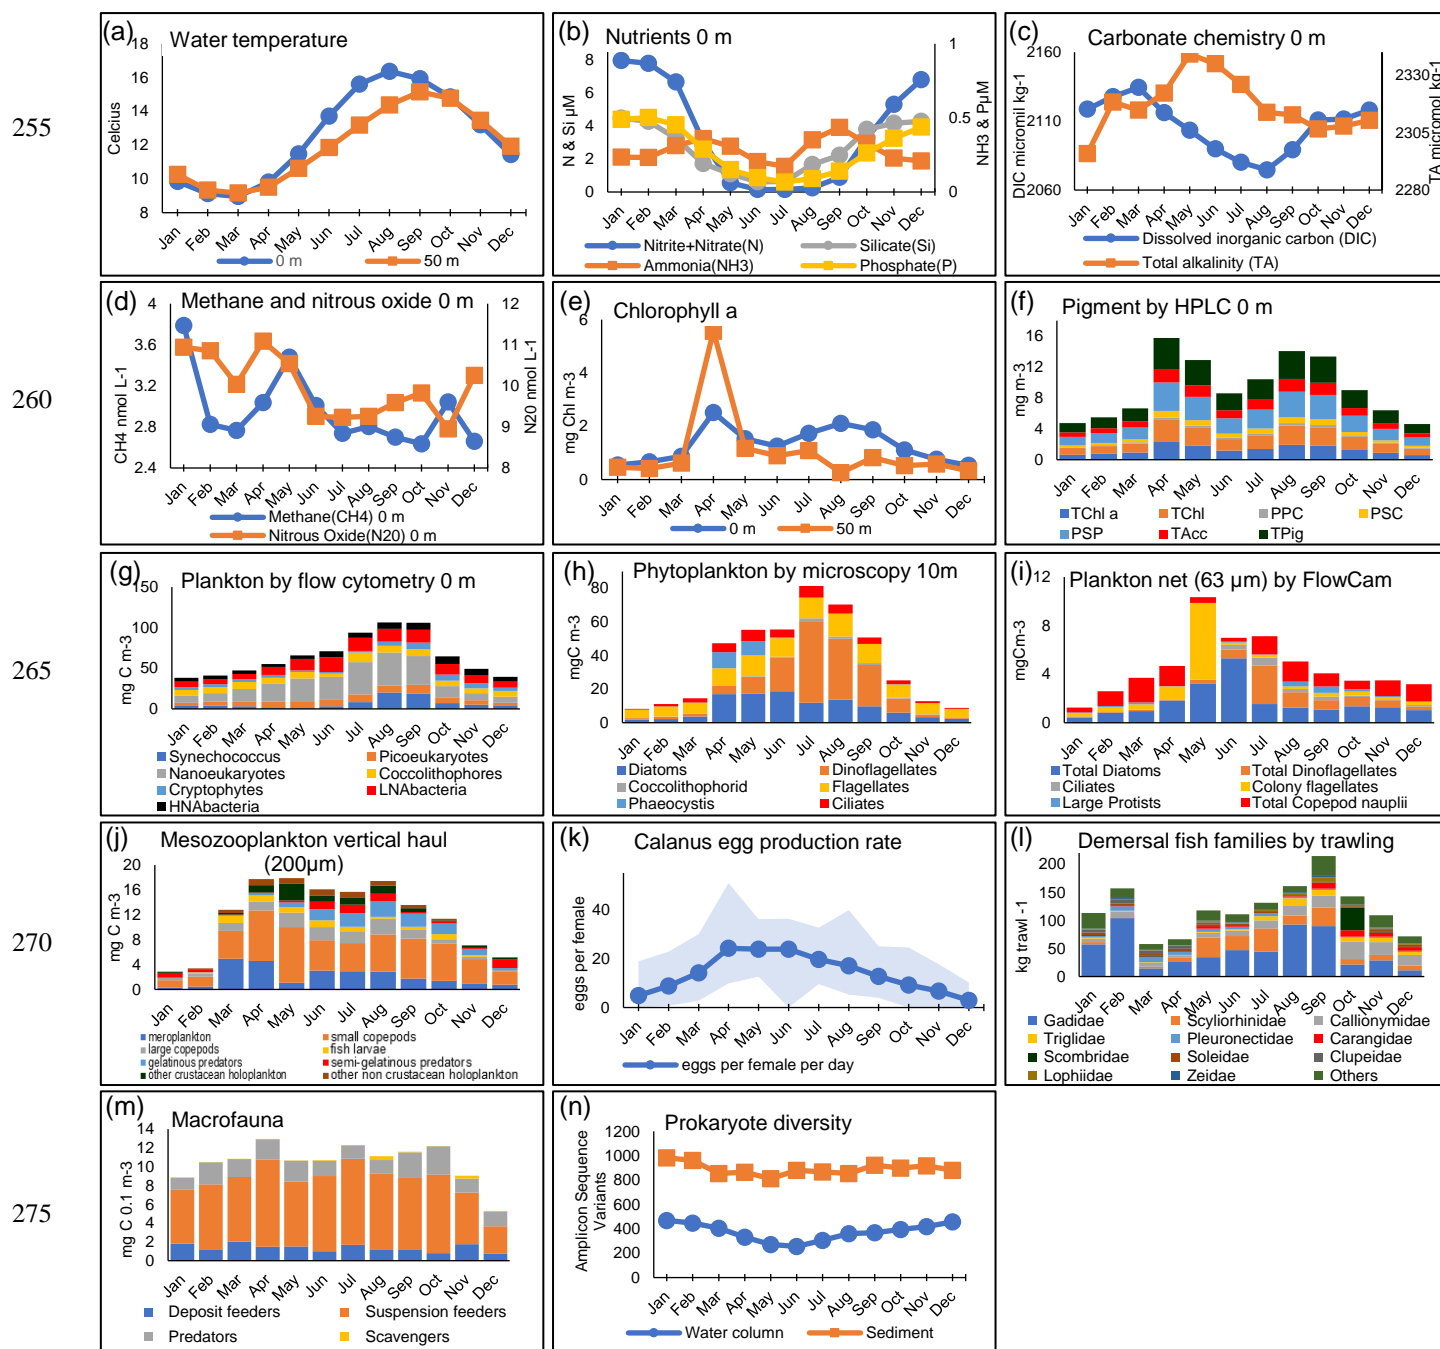 255
260
265
270
275
(a) Water temperature
18
16
14
12
10
8
Celcius
Jan Feb Mar Apr May Jun Jul Aug Sep Oct Nov Dec
0 m 50 m
(b) Nutrients 0 m
10
8
6
4
2
0
N & Si µM
1
0.5
0
NH3 & PµM
Jan Feb Mar Apr May Jun Jul Aug Sep Oct Nov Dec
Nitrite+Nitrate(N) Silicate(Si)
Ammonia(NH3) Phosphate(P)
(c) Carbonate chemistry 0 m
2160
2110
2060
DIC micromil kg-1
2330
2305
2280
TA micromol kg-1
Jan Feb Mar Apr May Jun Jul Aug Sep Oct Nov Dec
Dissolved inorganic carbon (DIC)
Total alkalinity (TA)
(d) Methane and nitrous oxide 0 m
4
3.6
3.2
2.8
2.4
CH4 nmol L-1
12
11
10
9
8
N20 nmol L-1
Jan Feb Mar Apr May Jun Jul Aug Sep Oct Nov Dec
Methane(CH4) 0 m
Nitrous Oxide(N20) 0 m
(e) Chlorophyll a
6
4
2
0
mg Chl m-3
Jan Feb Mar Apr May Jun Jul Aug Sep Oct Nov Dec
0 m 50 m
(f) Pigment by HPLC 0 m
16
12
8
4
0
mg m-3
Jan Feb Mar Apr May Jun Jul Aug Sep Oct Nov Dec
TChl a TChl PPC PSC
PSP TAcc TPig
(g) Plankton by flow cytometry 0 m
150
100
50
0
mg C m-3
Jan Feb Mar Apr May Jun Jul Aug Sep Oct Nov Dec
Synechococcus Picoeukaryotes
Nanoeukaryotes Coccolithophores
Cryptophytes LNAbacteria
HNAbacteria
(h) Phytoplankton by microscopy 10m
80
60
40
20
0
mgC m-3
Jan Feb Mar Apr May Jun Jul Aug Sep Oct Nov Dec
Diatoms Dinoflagellates
Coccolithophorid Flagellates
Phaeocystis Ciliates
(i) Plankton net (63 µm) by FlowCam
12
8
4
0
mgCm-3
Jan Feb Mar Apr May Jun Jul Aug Sep Oct Nov Dec
Total Diatoms Total Dinoflagellates
Ciliates Colony flagellates
Large Protists Total Copepod nauplii
(j) Mesozooplankton vertical haul
(200µm)
20
16
12
8
4
0
mg C m-3
Jan Feb Mar Apr May Jun Jul Aug Sep Oct Nov Dec
meroplankton small copepods
large copepods fish larvae
gelatinous predators semi-gelatinous predators
other crustacean holoplankton other non crustacean holoplankton
(k) Calanus egg production rate
40
20
0
eggs per female
Jan Feb Mar Apr May Jun Jul Aug Sep Oct Nov Dec
eggs per female per day
(l) Demersal fish families by trawling
200
150
100
50
0
kg trawl -1
Jan Feb Mar Apr May Jun Jul Aug Sep Oct Nov Dec
Gadidae Scyliorhinidae Callionymidae
Triglidae Pleuronectidae Carangidae
Scombridae Soleidae Clupeidae
Lophiidae Zeidae Others
(m) Macrofauna
14
12
10
8
6
4
2
0
mg C 0.1 m-3
Jan Feb Mar Apr May Jun Jul Aug Sep Oct Nov Dec
Deposit feeders Suspension feeders
Predators Scavengers
(n) Prokaryote diversity
1200
1000
800
600
400
200
0
Amplicon Sequence
Variants
Jan Feb Mar Apr May Jun Jul Aug Sep Oct Nov Dec
Water column Sediment